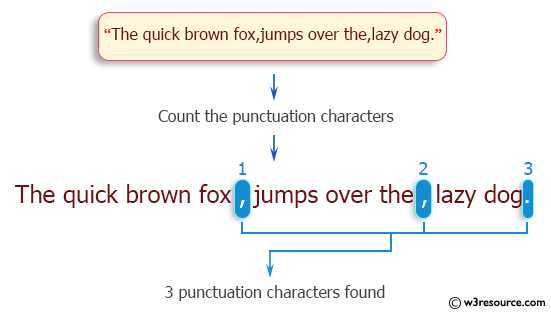 “The quick brown fox,jumps over the,lazy dog.”
Count the punctuation characters
1 2 3
The quick brown fox , jumps over the , lazy dog.
3 punctuation characters found
© w3resource.com